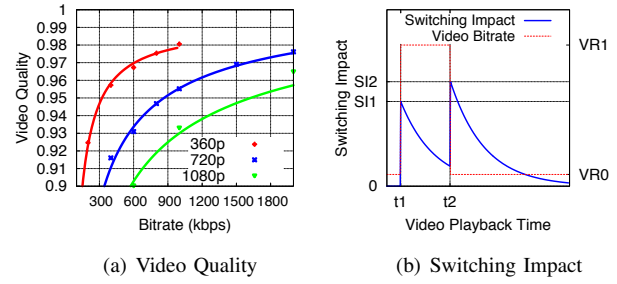 1
0.99
0.98
0.97
0.96
0.95
0.94
0.93
0.92
0.91
0.9
Video Quality
360p
720p
1080p
300 600 900 1200 1500 1800
Bitrate (kbps)
(a) Video Quality
Switching Impact
Video Bitrate
Switching Impact
SI2
SI1
0
VR1
VR0
t1 t2
Video Playback Time
(b) Switching Impact